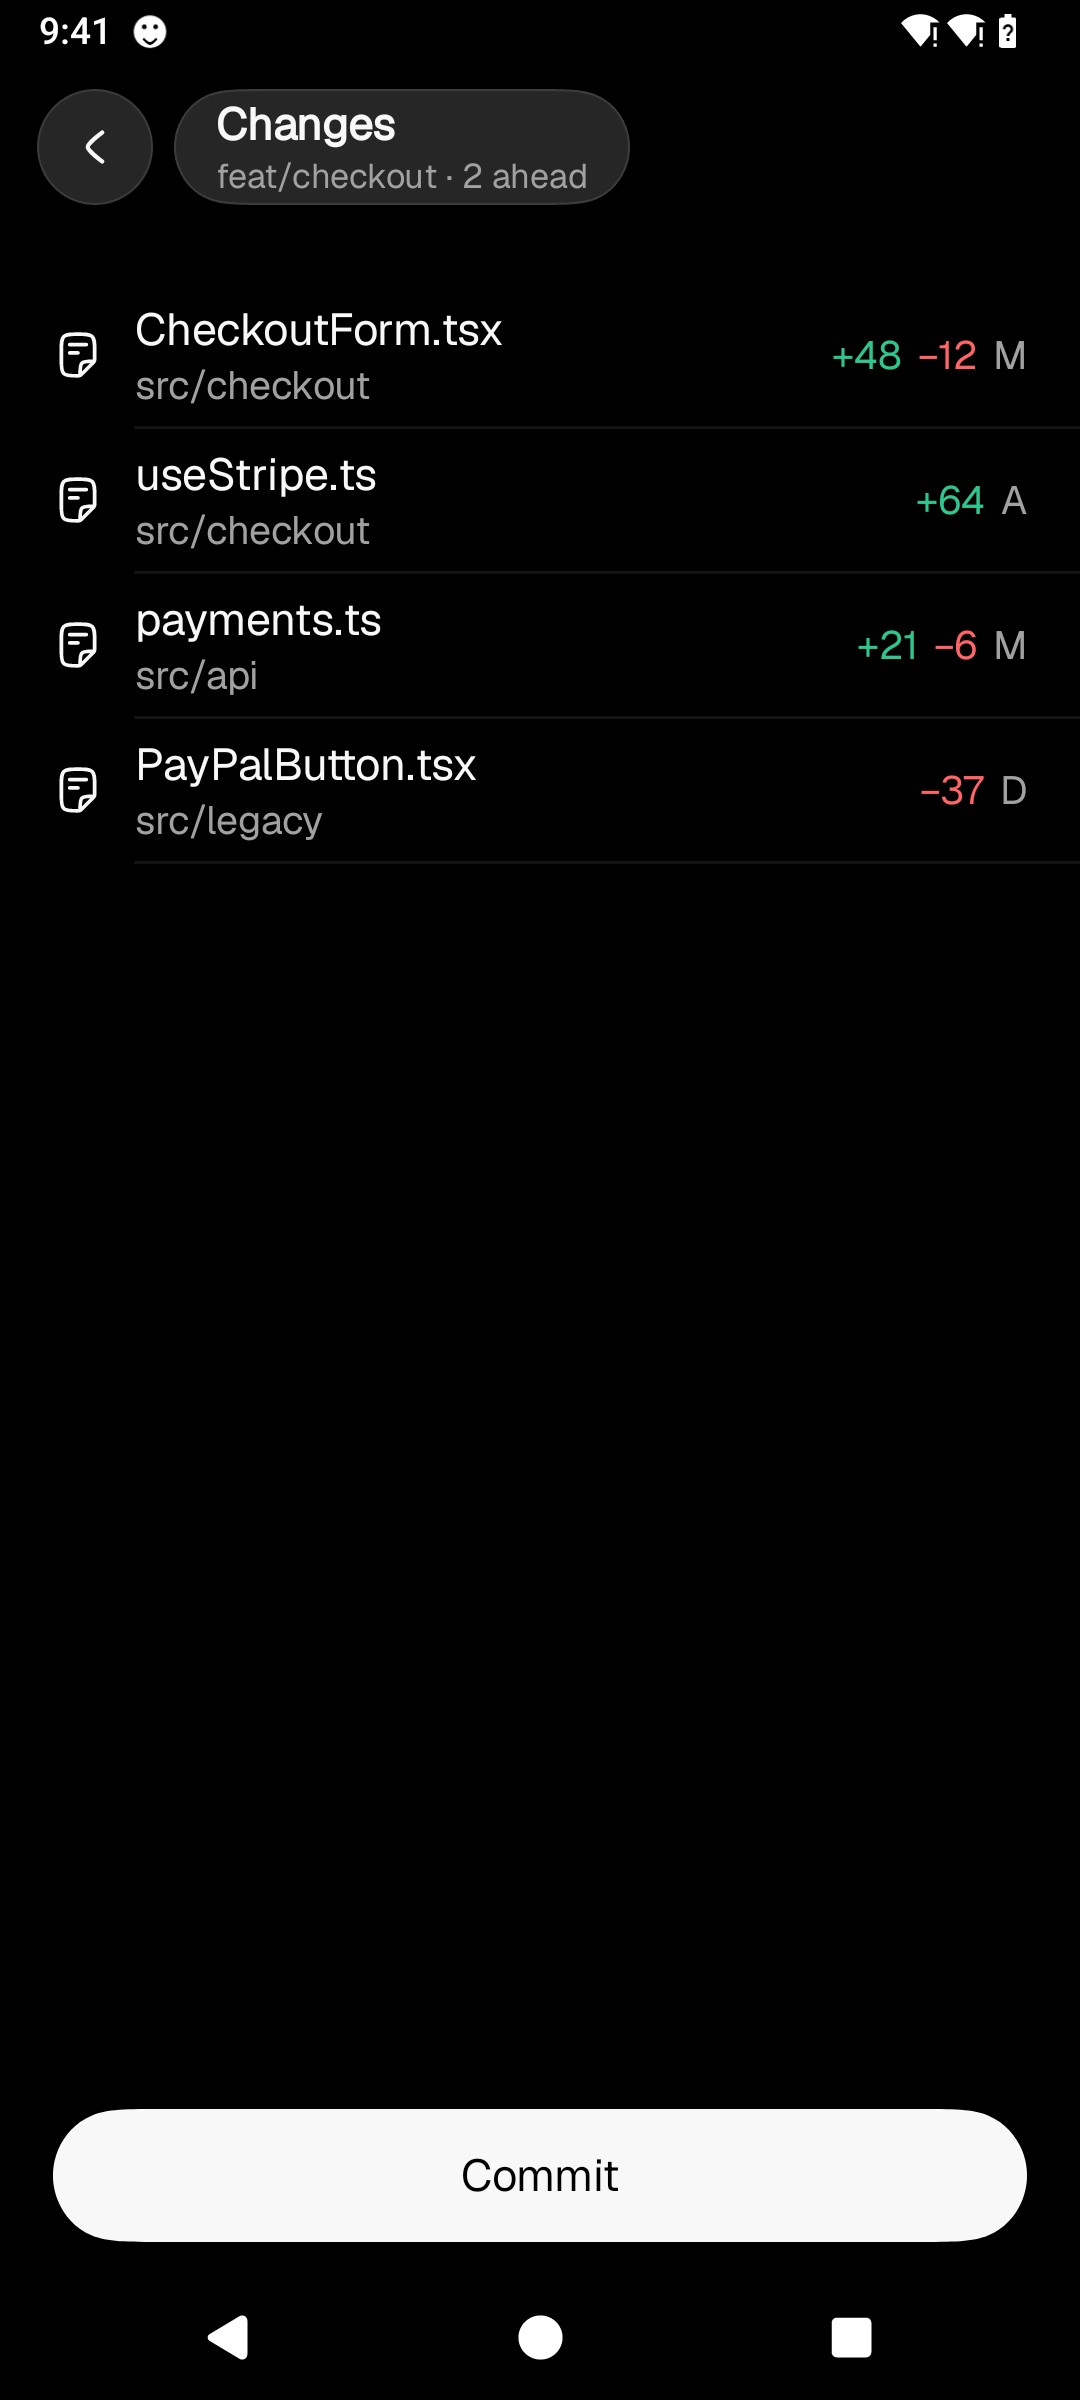 9:41
Changes
feat/checkout · 2 ahead
CheckoutForm.tsx
src/checkout
+48 −12 M
useStripe.ts
src/checkout
+64 A
payments.ts
src/api
+21 −6 M
PayPalButton.tsx
src/legacy
−37 D
Commit